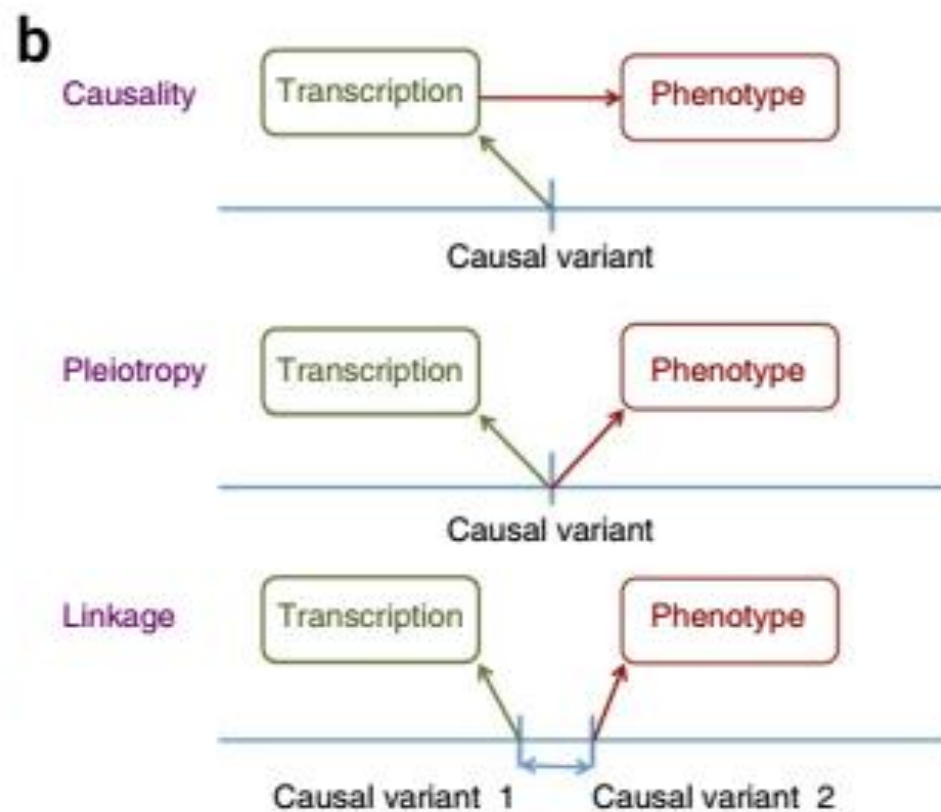 b
Causality
Transcription
Phenotype
Causal variant
Pleiotropy
Transcription
Phenotype
Causal variant
Linkage
Transcription
Phenotype
Causal variant 1
Causal variant 2